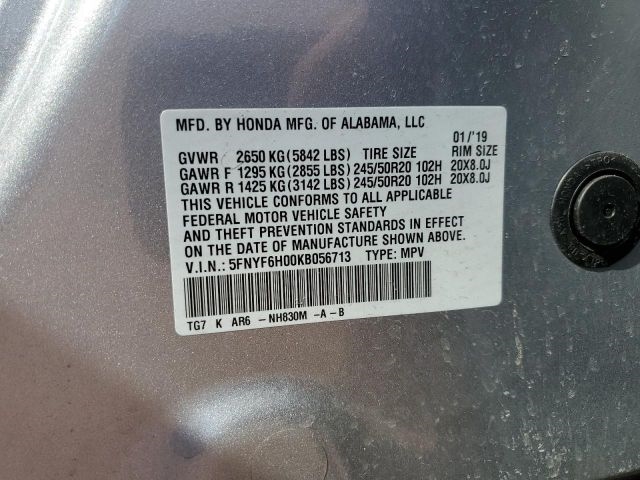 MFD. BY HONDA MFG. OF ALABAMA, LLC
01/'19
GVWR 2650 KG (5842 LBS) TIRE SIZE RIM SIZE
GAWR F 1295 KG (2855 LBS) 245/50R20 102H 20X8.0J
GAWR R 1425 KG (3142 LBS) 245/50R20 102H 20X8.0J
THIS VEHICLE CONFORMS TO ALL APPLICABLE
FEDERAL MOTOR VEHICLE SAFETY
AND THEFT PREVENTION STANDARDS IN EFFECT
ON THE DATE OF MANUFACTURE SHOWN ABOVE.
V.I.N.: 5FNYF6H00KB056713 TYPE: MPV
TG7 K AR6 -NH830M -A-B